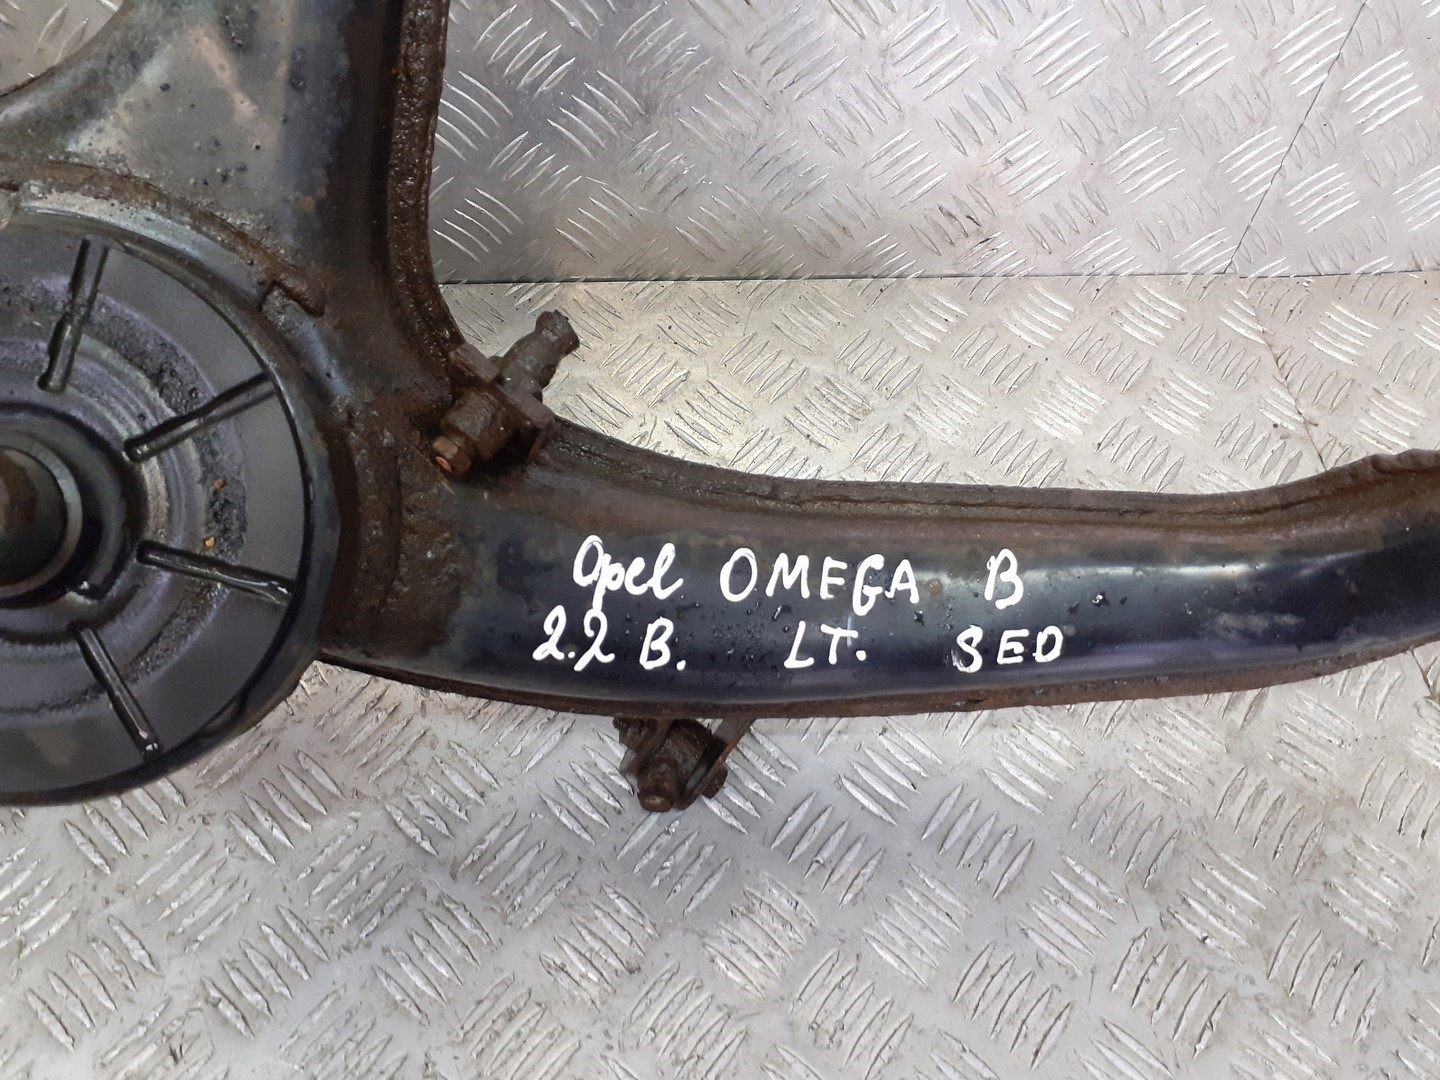 Opel OMEGA B
2.2 B. LT. SED